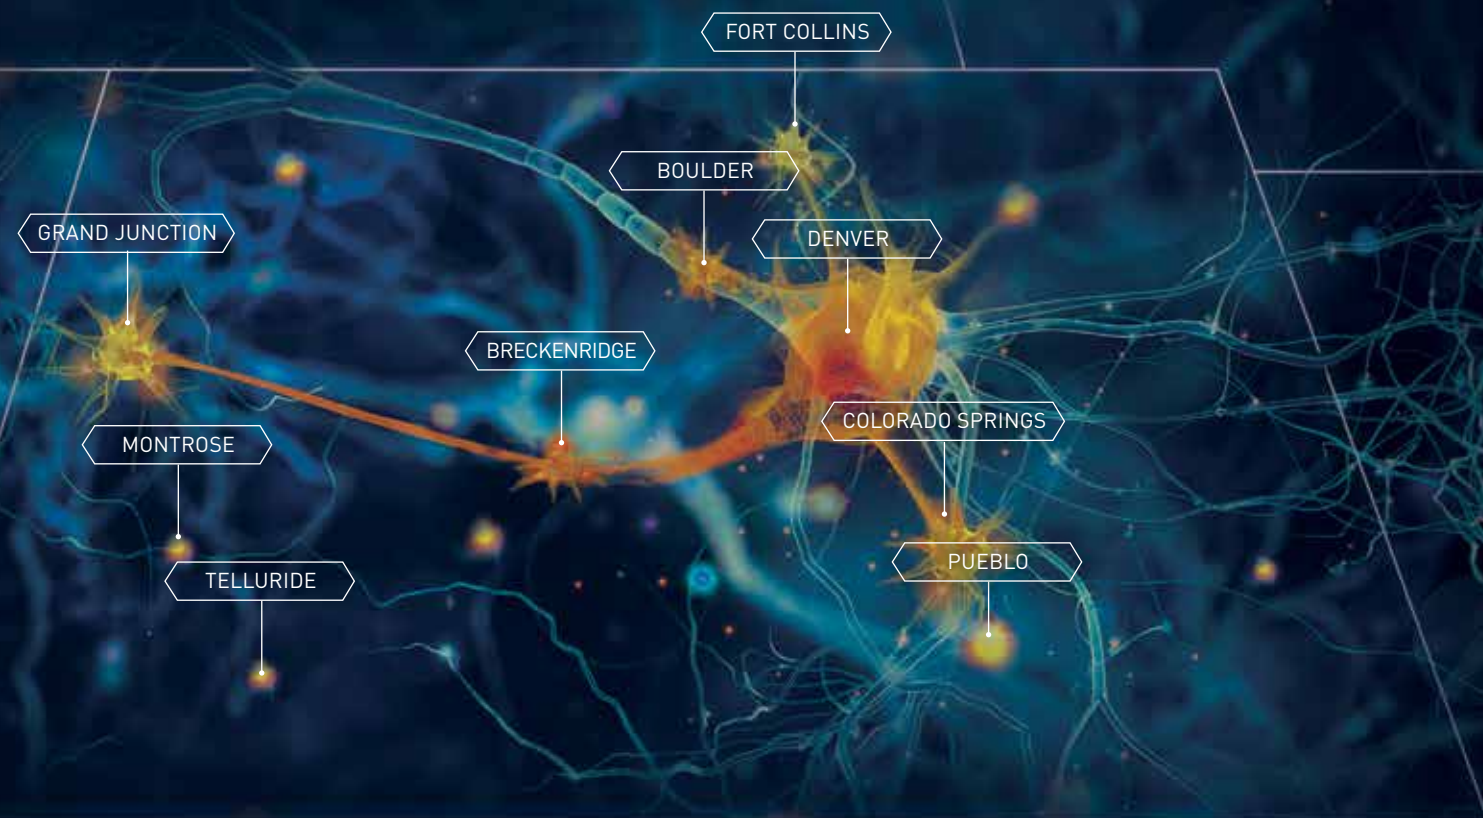 FORT COLLINS
BOULDER
GRAND JUNCTION
DENVER
BRECKENRIDGE
COLORADO SPRINGS
MONTROSE
PUEBLO
TELLURIDE